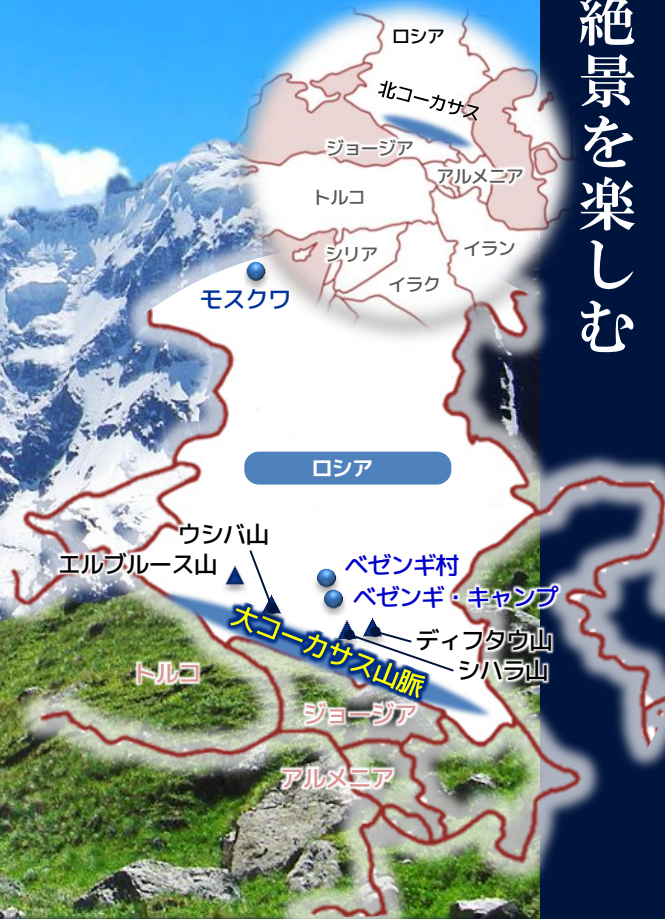 絶景を楽しむ
ロシア
北コーカサス
ジョージア
アルメニア
トルコ
シリア
イラン
イラク
モスクワ
ロシア
ウシバ山
エルブルース山
ベゼンギ村
ベゼンギ・キャンプ
大コーカサス山脈
ディフタウ山
シハラ山
トルコ
ジョージア
アルメニア